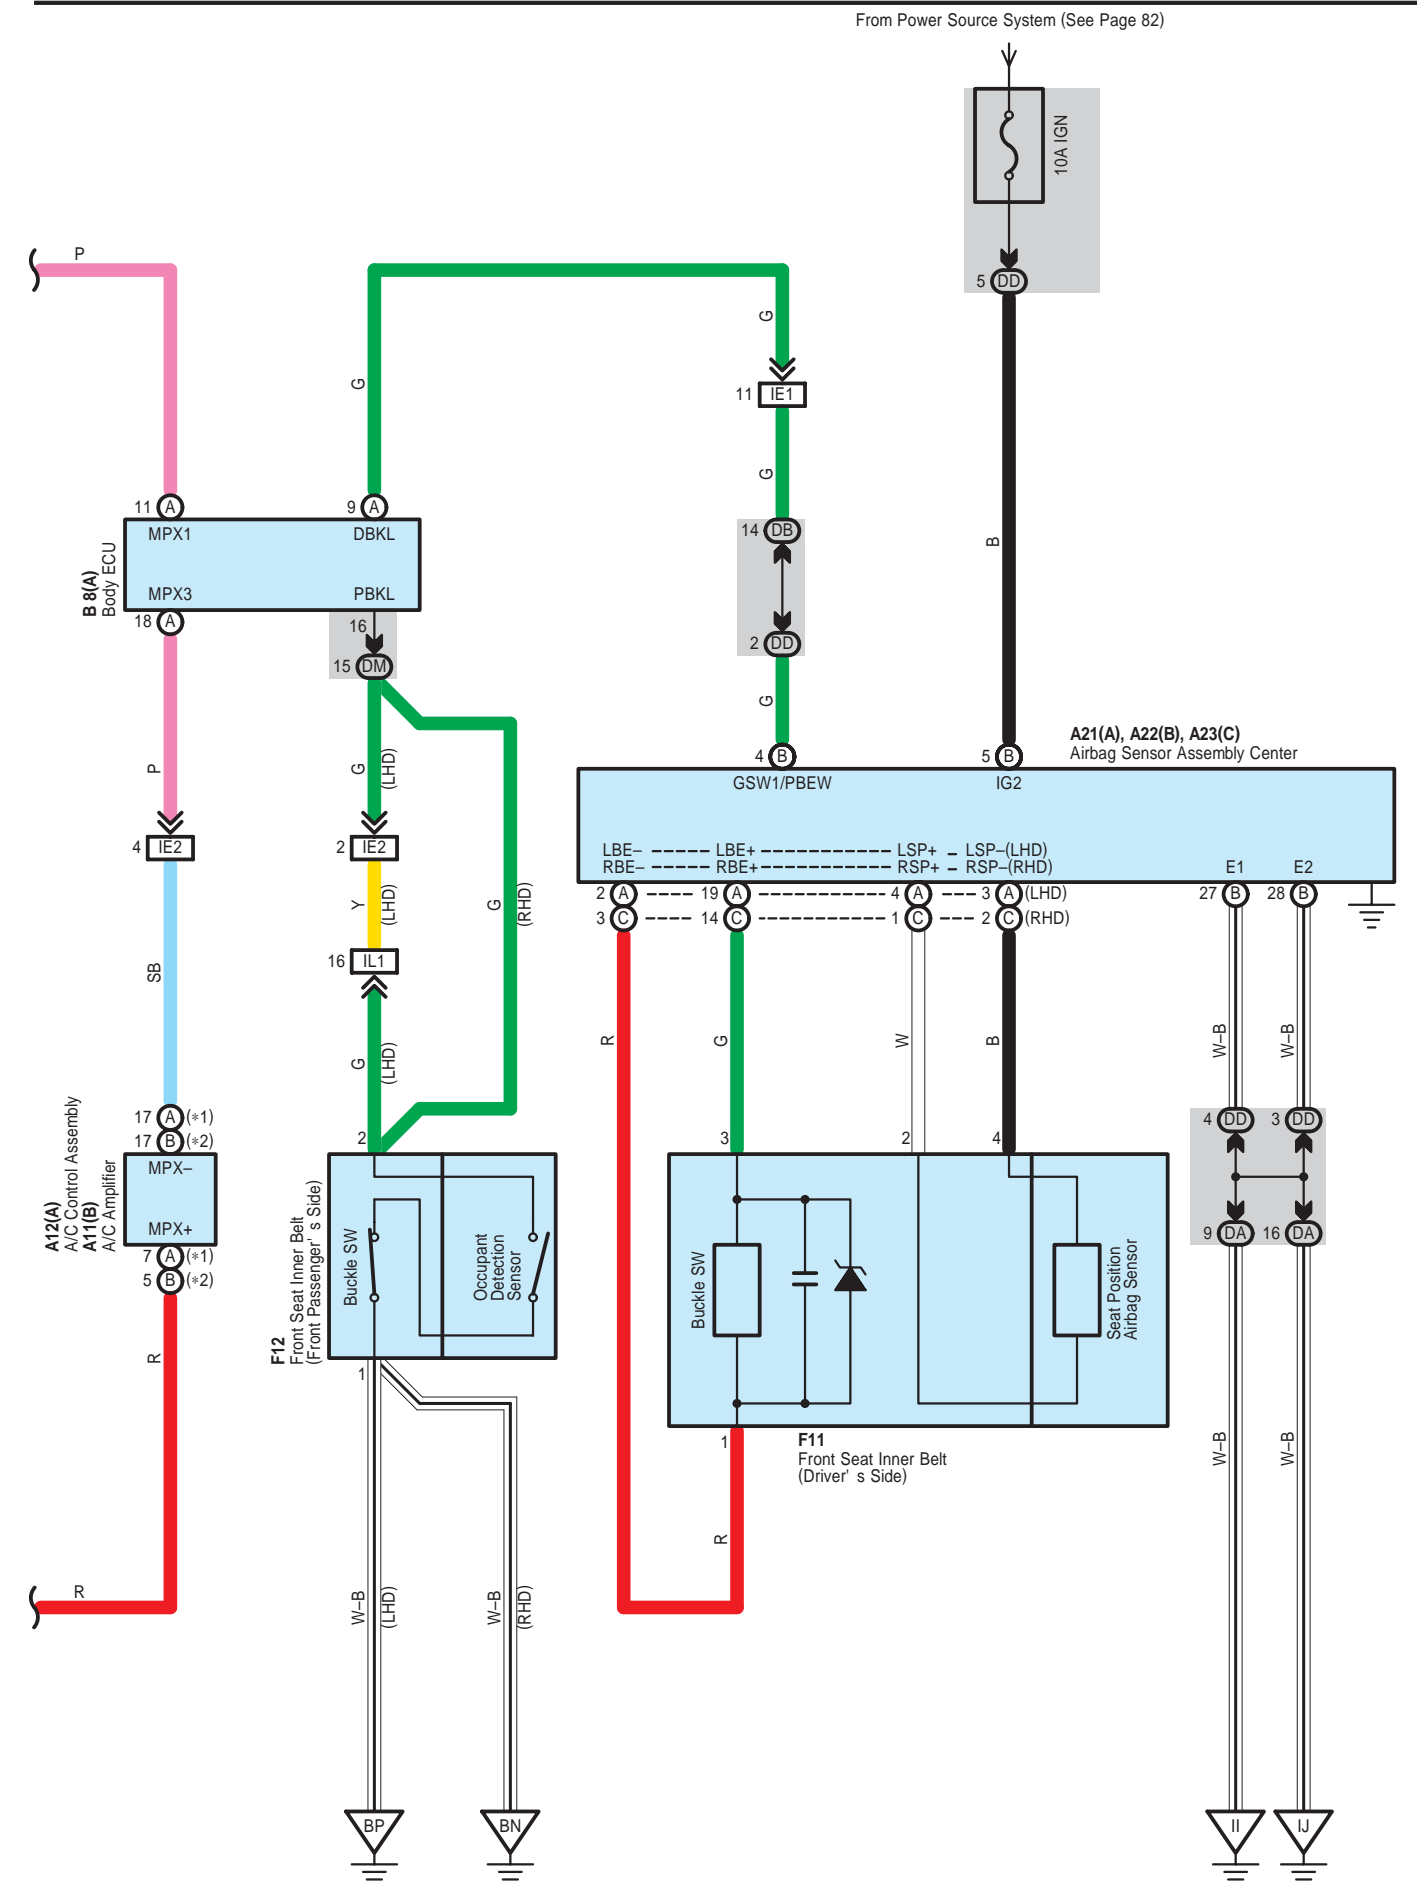 From Power Source System (See Page 82)
10A IGN
5 DD
P
G
G
11 IE1
G
B
11 A
9 A
14 DB
MPX1
DBKL
B 8(A)
Body ECU
MPX3
PBKL
18 A
16
2 DD
15 DM
G
A21(A), A22(B), A23(C)
Airbag Sensor Assembly Center
P
G
(LHD)
4 B
5 B
GSW1/PBEW
IG2
4 IE2
2 IE2
LBE– LBE+ LSP+ LSP–(LHD)
RBE– RBE+ RSP+ RSP–(RHD)
E1
E2
2 A 19 A 4 A 3 A (LHD)
27 B
28 B
3 C 14 C 1 C 2 C (RHD)
Y
(LHD)
G
(RHD)
16 IL1
SB
G
(LHD)
R
G
W
B
W–B
W–B
17 A (*1)
17 B (*2)
4 DD
3 DD
2
3
2
4
A12(A)
A/C Control Assembly
A11(B)
A/C Amplifier
MPX–
MPX+
7 A (*1)
5 B (*2)
9 DA
16 DA
F12
Front Seat Inner Belt
(Front Passenger' s Side)
Buckle SW
Occupant
Detection
Sensor
Buckle SW
Seat Position
Airbag Sensor
R
1
1
F11
Front Seat Inner Belt
(Driver' s Side)
W–B
W–B
R
R
W–B
(LHD)
W–B
(RHD)
BP
BN
II
IJ